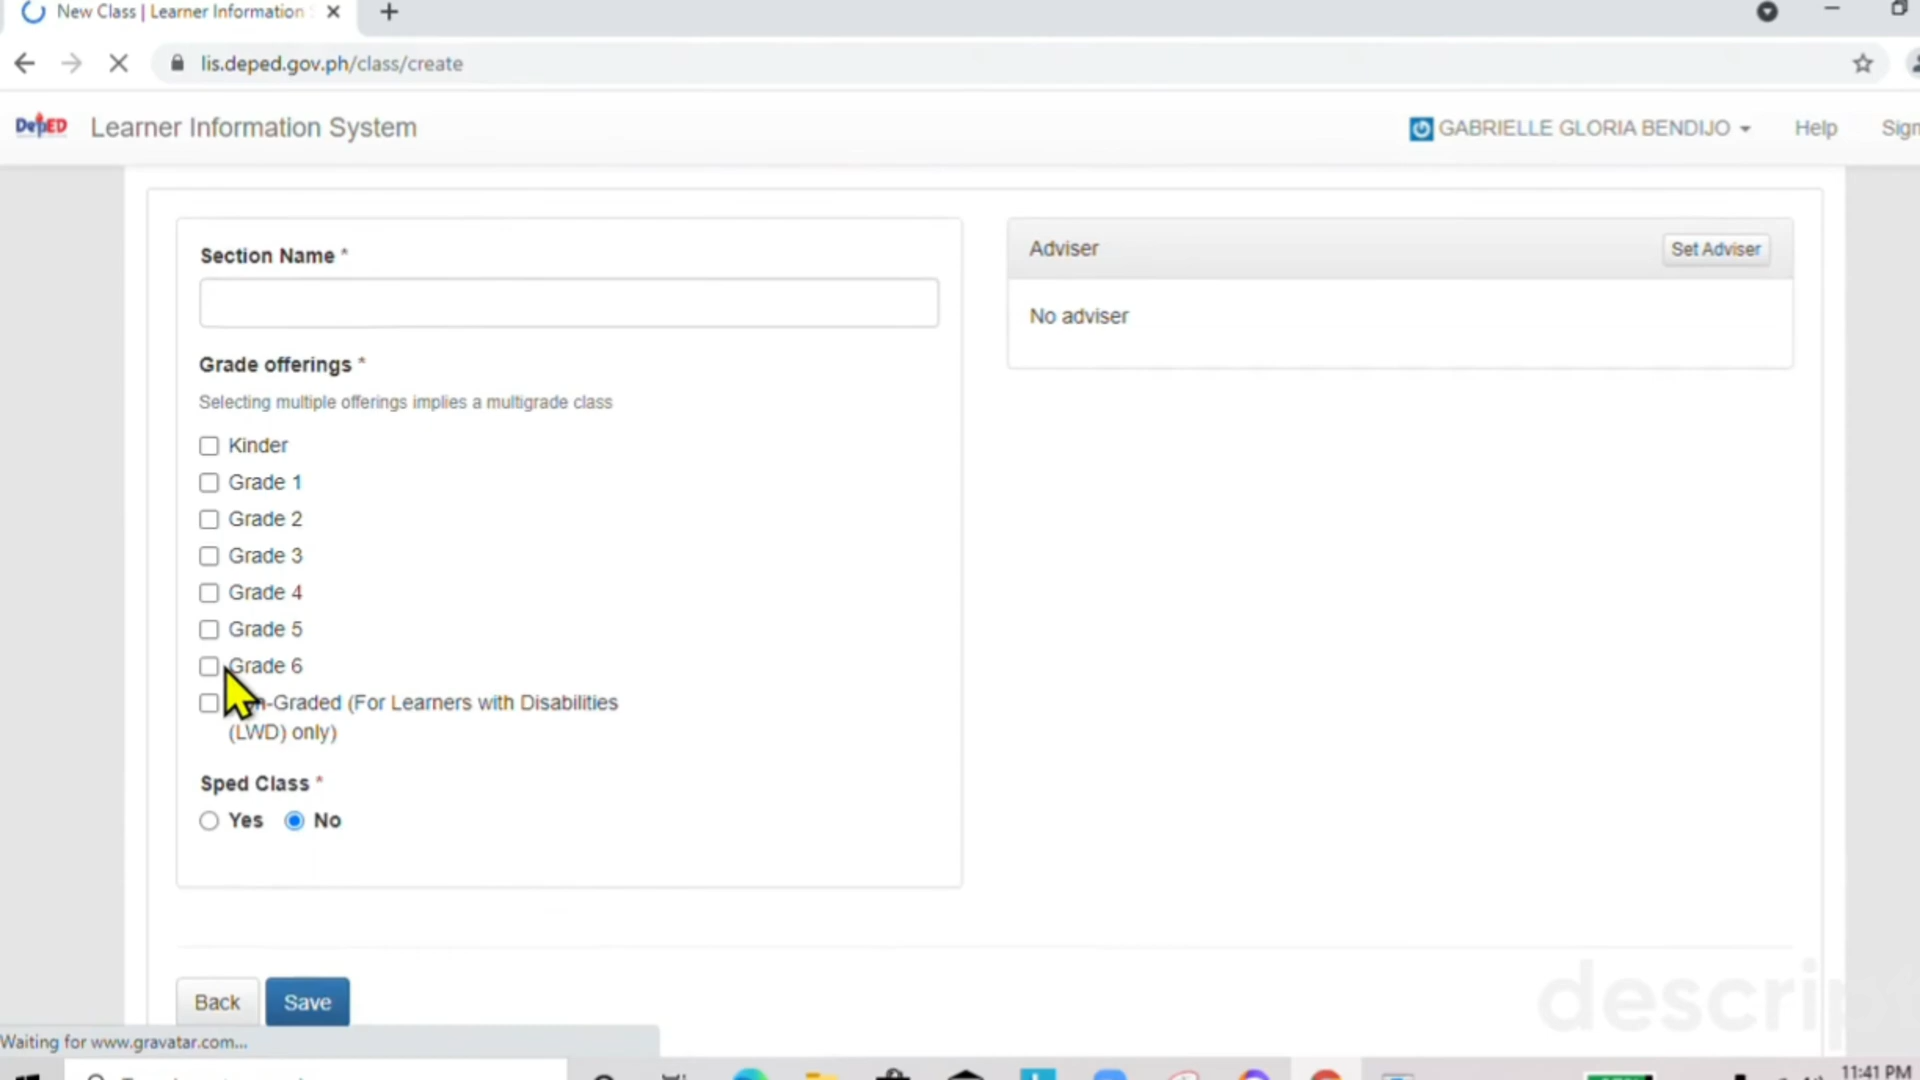 New Class | Learner Information
lis.deped.gov.ph/class/create
DepED Learner Information System
GABRIELLE GLORIA BENDIJO
Help
Sign
Section Name *
Adviser
Set Adviser
No adviser
Grade offerings *
Selecting multiple offerings implies a multigrade class
Kinder
Grade 1
Grade 2
Grade 3
Grade 4
Grade 5
Grade 6
-Graded (For Learners with Disabilities
(LWD) only)
Sped Class *
Yes No
Back Save
descript
Waiting for www.gravatar.com...
11:41 PM